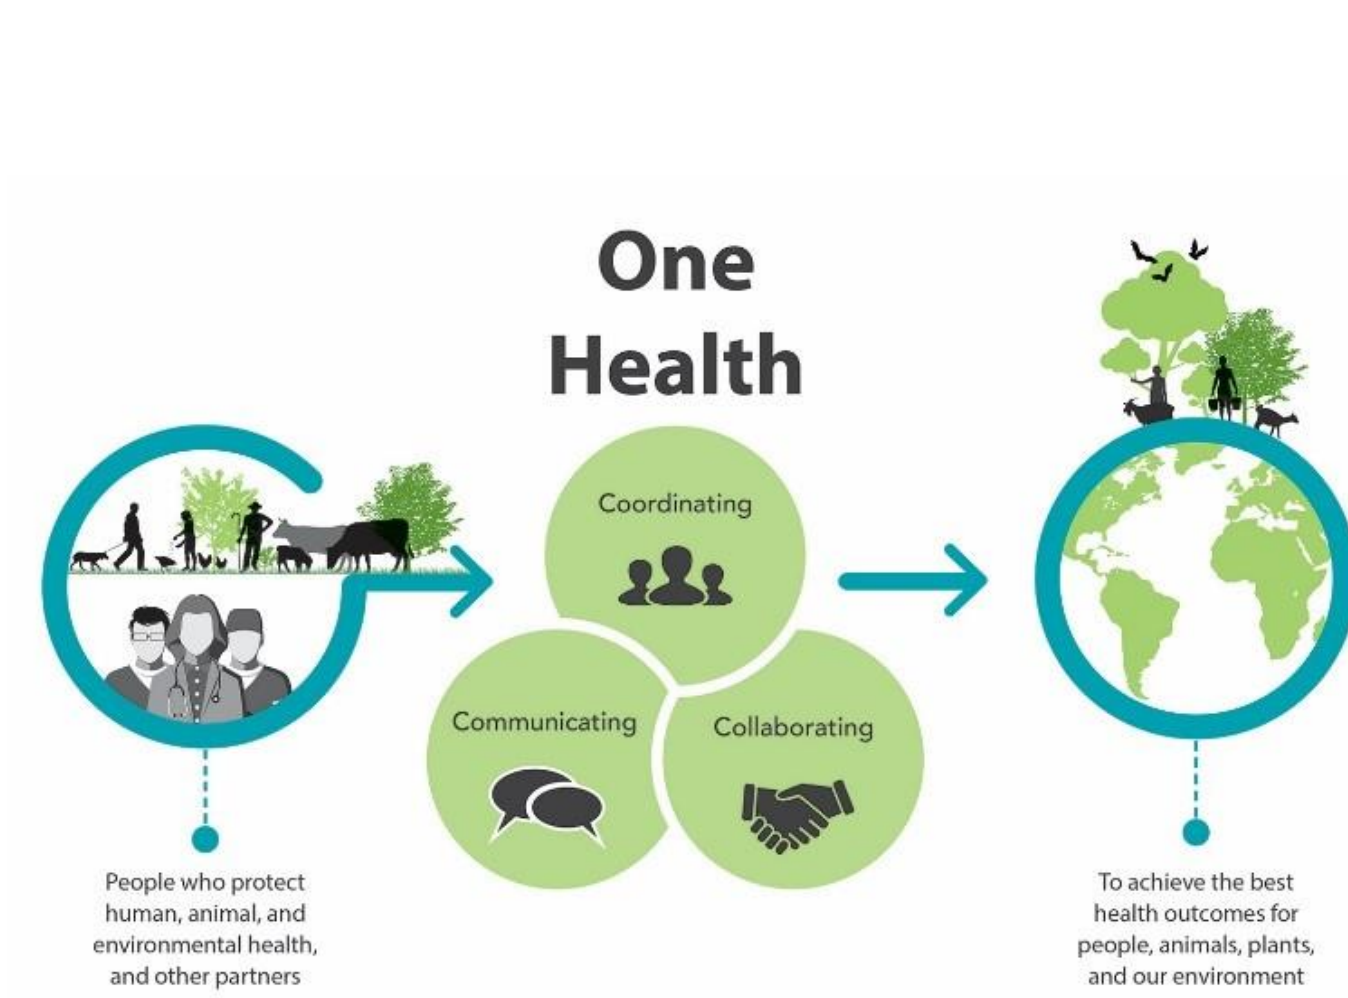 One
Health
Coordinating
Communicating
Collaborating
People who protect
human, animal, and
environmental health,
and other partners
To achieve the best
health outcomes for
people, animals, plants,
and our environment